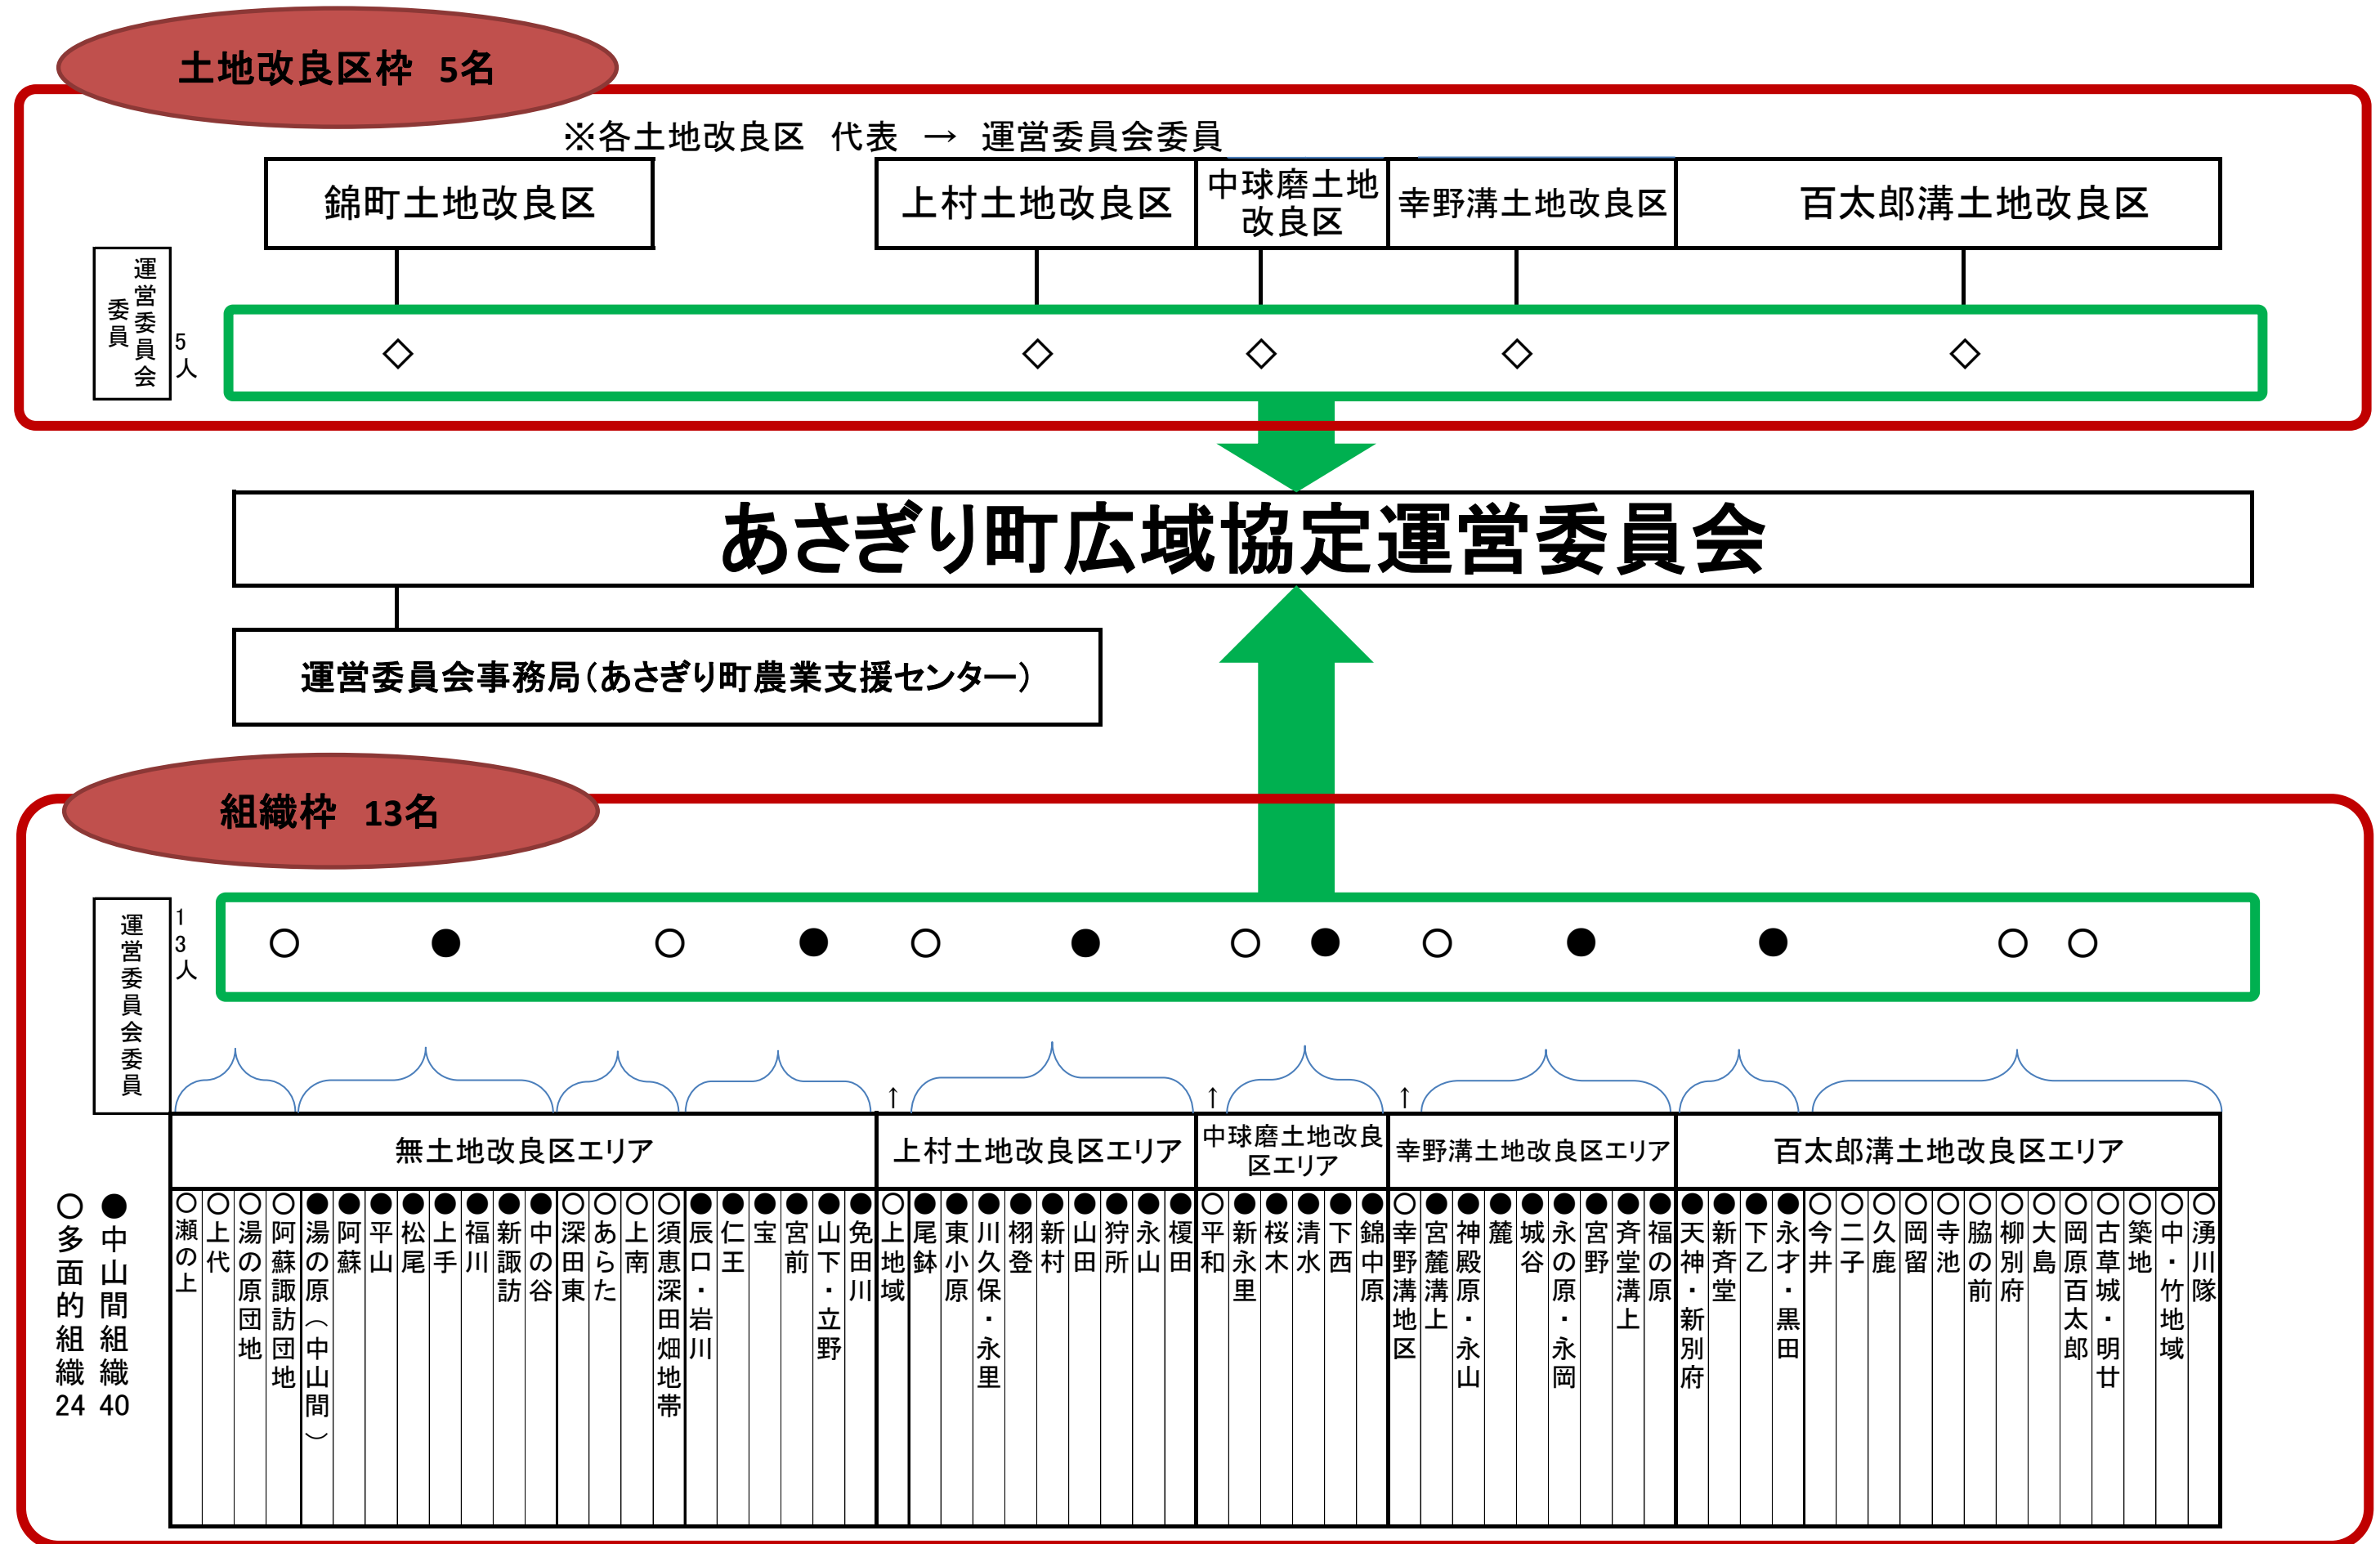 土地改良区枠 5名
※各土地改良区 代表 → 運営委員会委員
錦町土地改良区
上村土地改良区
中球磨土地
改良区
幸野溝土地改良区
百太郎溝土地改良区
運営委員会
委員
5人
◇ ◇ ◇ ◇ ◇
あさぎり町広域協定運営委員会
運営委員会事務局（あさぎり町農業支援センター）
組織枠 13名
運営委員会委員
13人
○ ● ○ ● ○ ● ○ ● ○ ● ● ○ ○
↑ ↑ ↑
無土地改良区エリア
上村土地改良区エリア
中球磨土地改良
区エリア
幸野溝土地改良区エリア
百太郎溝土地改良区エリア
○多面的組織24
●中山間組織40
○瀬の上
○上代
○湯の原団地
○阿蘇諏訪団地
●湯の原（中山間）
●阿蘇
●平山
●松尾
●上手
●福川
●新諏訪
●中の谷
○深田東
○あらた
○上南
○須恵深田畑地帯
●辰口・岩川
●仁王
●宝
●宮前
●山下・立野
●免田川
○上地域
●尾鉢
●東小原
●川久保・永里
●栩登
●新村
●山田
●狩所
●永山
●榎田
○平和
●新永里
●桜木
●清水
●下西
●錦中原
○幸野溝地区
●宮麓溝上
●神殿原・永山
●麓
●城谷
●永の原・永岡
●宮野
●斉堂溝上
●福の原
●天神・新別府
●新斉堂
●下乙
●永才・黒田
○今井
○二子
○久鹿
○岡留
○寺池
○脇の前
○柳別府
○大島
○岡原百太郎
○古草城・明廿
○築地
○中・竹地域
○湧川隊